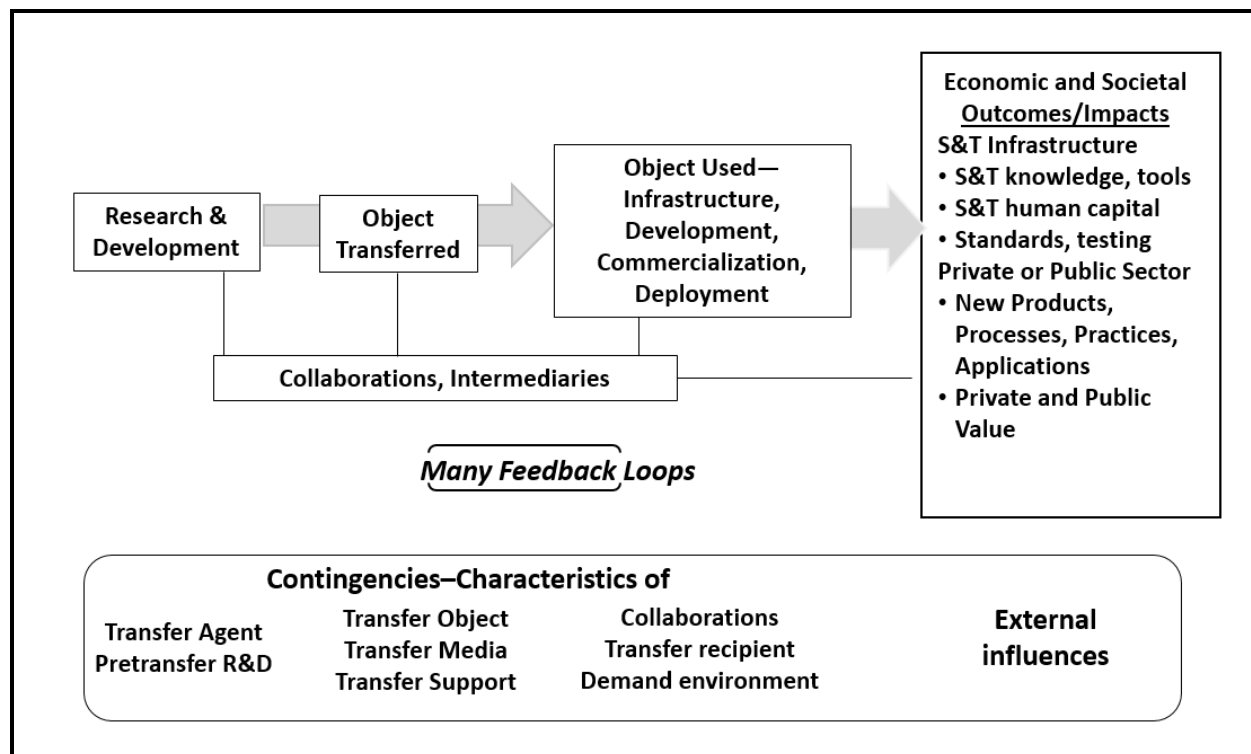 Research &
Development
Object
Transferred
Object Used—
Infrastructure,
Development,
Commercialization,
Deployment
Economic and Societal
Outcomes/Impacts
S&T Infrastructure
• S&T knowledge, tools
• S&T human capital
• Standards, testing
Private or Public Sector
• New Products,
Processes, Practices,
Applications
• Private and Public
Value
Collaborations, Intermediaries
Many Feedback Loops
Contingencies–Characteristics of
Transfer Agent
Pretransfer R&D
Transfer Object
Transfer Media
Transfer Support
Collaborations
Transfer recipient
Demand environment
External
influences